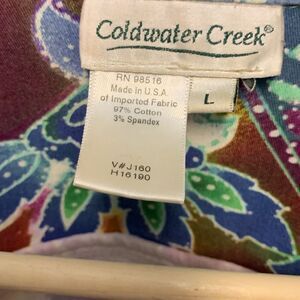 Coldwater Creek®
RN 98516
Made in U.S.A.
of Imported Fabric
97% Cotton
3% Spandex
L
V#J160
H16190